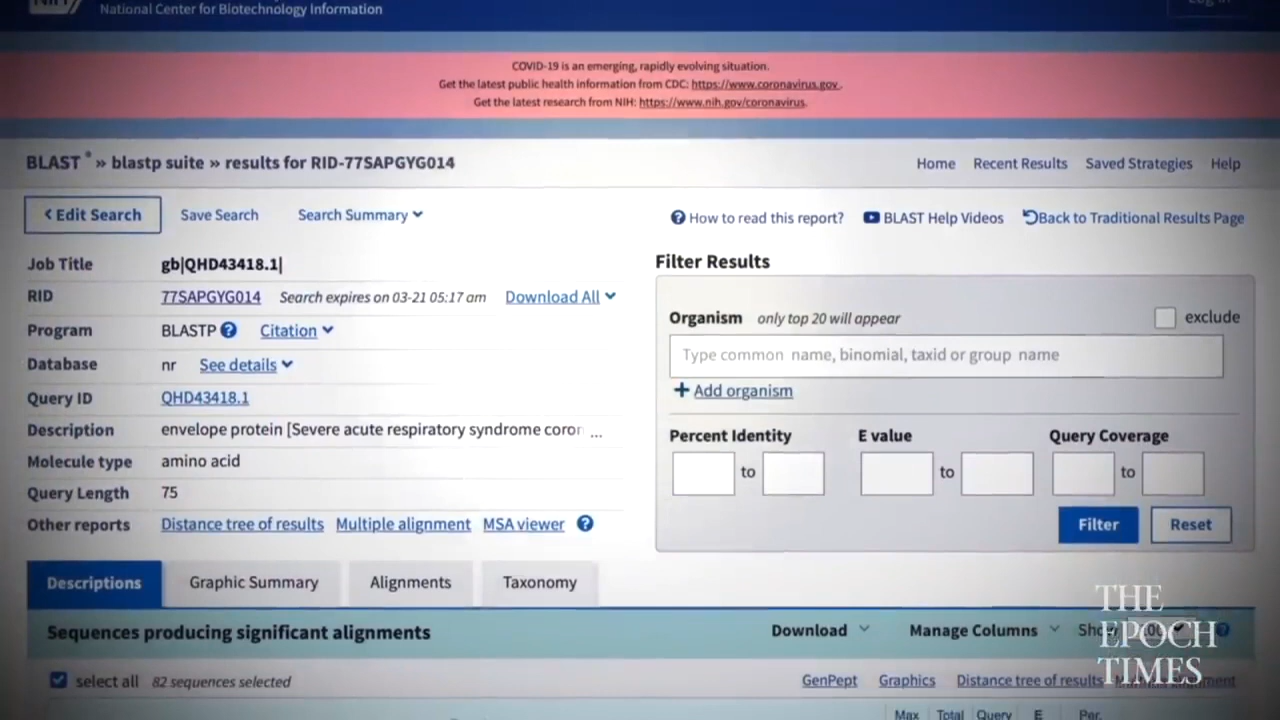 NIH
National Center for Biotechnology Information
Log in
COVID-19 is an emerging, rapidly evolving situation.
Get the latest public health information from CDC: https://www.coronavirus.gov.
Get the latest research from NIH: https://www.nih.gov/coronavirus.
BLAST ® » blastp suite » results for RID-77SAPGYG014
Home Recent Results Saved Strategies Help
Edit Search Save Search Search Summary
How to read this report? BLAST Help Videos Back to Traditional Results Page
Job Title gb|QHD43418.1|
RID 77SAPGYG014 Search expires on 03-21 05:17 am Download All
Program BLASTP Citation
Database nr See details
Query ID QHD43418.1
Description envelope protein [Severe acute respiratory syndrome coron ...
Molecule type amino acid
Query Length 75
Other reports Distance tree of results Multiple alignment MSA viewer
Filter Results
Organism only top 20 will appear exclude
Type common name, binomial, taxid or group name
+ Add organism
Percent Identity E value Query Coverage
to to to
Filter Reset
Descriptions Graphic Summary Alignments Taxonomy
Sequences producing significant alignments Download Manage Columns Show
select all 82 sequences selected GenPept Graphics Distance tree of results
Max Total Query E Per.
THE
EPOCH
TIMES